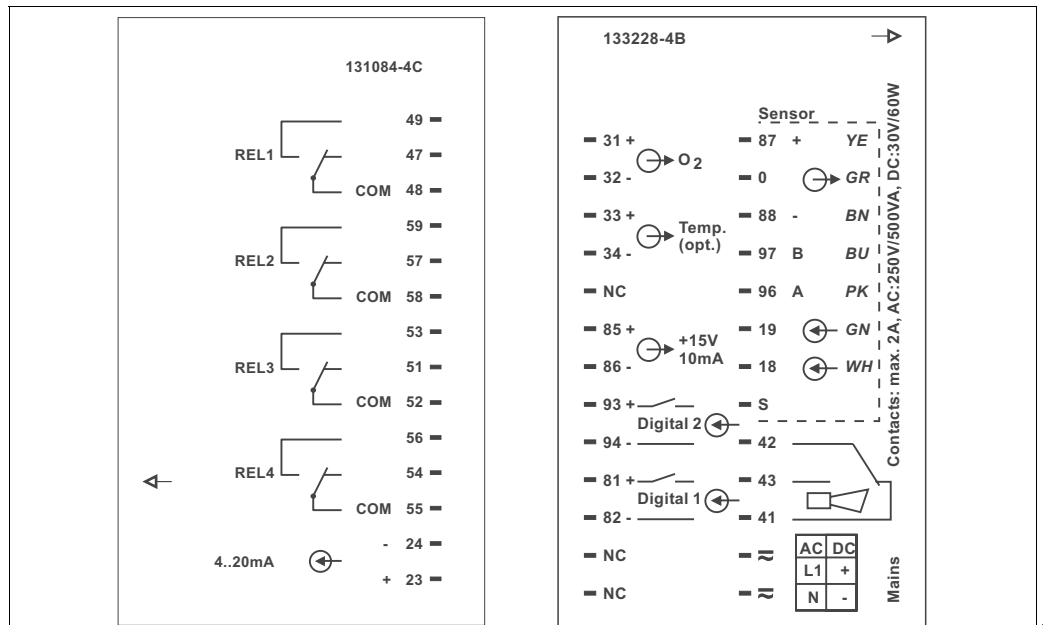 131084-4C
49
REL1 47
COM 48
59
REL2 57
COM 58
53
REL3 51
COM 52
56
REL4 54
COM 55
- 24
4..20mA
+ 23
133228-4B
Sensor
31 + 87 + YE
O2
32 - 0 GR
33 + 88 - BN
Temp.
(opt.)
34 - 97 B BU
NC 96 A PK
85 + 19 GN
+15V
10mA
86 - 18 WH
93 + S
Digital 2
94 - 42
81 + 43
Digital 1
82 - 41
NC AC DC
L1 +
NC N -
Contacts: max. 2A, AC:250V/500VA, DC:30V/60W
Mains